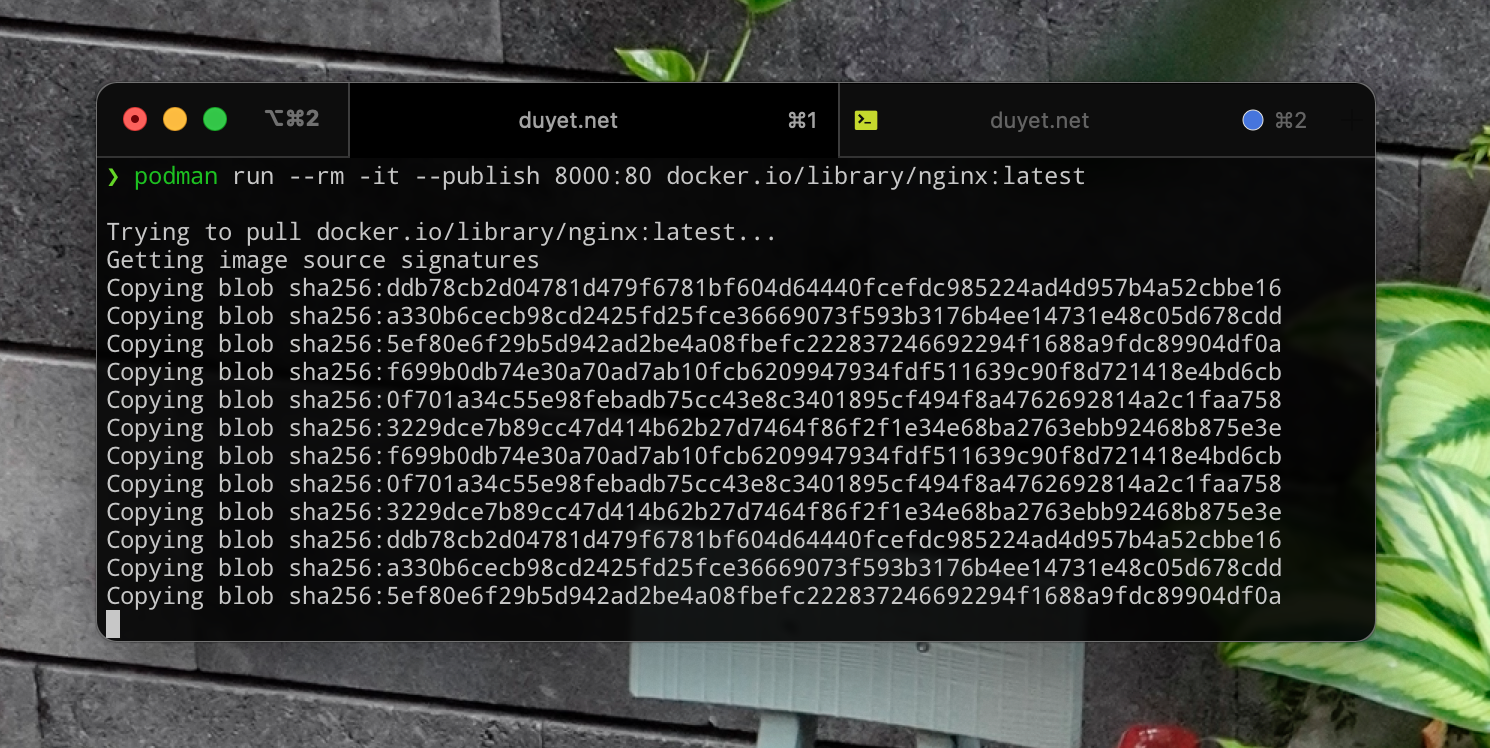 ⌥⌘2
duyet.net ⌘1
duyet.net ⌘2
❯ podman run --rm -it --publish 8000:80 docker.io/library/nginx:latest
Trying to pull docker.io/library/nginx:latest...
Getting image source signatures
Copying blob sha256:ddb78cb2d04781d479f6781bf604d64440fcefdc985224ad4d957b4a52cbbe16
Copying blob sha256:a330b6cecb98cd2425fd25fce36669073f593b3176b4ee14731e48c05d678cdd
Copying blob sha256:5ef80e6f29b5d942ad2be4a08fbefc222837246692294f1688a9fdc89904df0a
Copying blob sha256:f699b0db74e30a70ad7ab10fcb6209947934fdf511639c90f8d721418e4bd6cb
Copying blob sha256:0f701a34c55e98febadb75cc43e8c3401895cf494f8a4762692814a2c1faa758
Copying blob sha256:3229dce7b89cc47d414b62b27d7464f86f2f1e34e68ba2763ebb92468b875e3e
Copying blob sha256:f699b0db74e30a70ad7ab10fcb6209947934fdf511639c90f8d721418e4bd6cb
Copying blob sha256:0f701a34c55e98febadb75cc43e8c3401895cf494f8a4762692814a2c1faa758
Copying blob sha256:3229dce7b89cc47d414b62b27d7464f86f2f1e34e68ba2763ebb92468b875e3e
Copying blob sha256:ddb78cb2d04781d479f6781bf604d64440fcefdc985224ad4d957b4a52cbbe16
Copying blob sha256:a330b6cecb98cd2425fd25fce36669073f593b3176b4ee14731e48c05d678cdd
Copying blob sha256:5ef80e6f29b5d942ad2be4a08fbefc222837246692294f1688a9fdc89904df0a